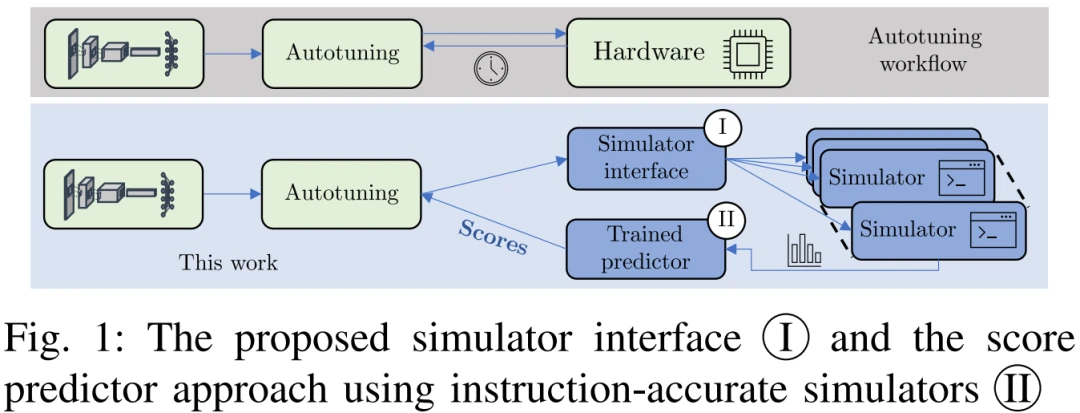 Autotuning
Hardware
Autotuning
workflow
Autotuning
Simulator
interface
I
Simulator
>_
Simulator
>_
Scores
Trained
predictor
II
This work
Fig. 1: The proposed simulator interface Ⓘ and the score
predictor approach using instruction-accurate simulators Ⓘ︎Ⓘ